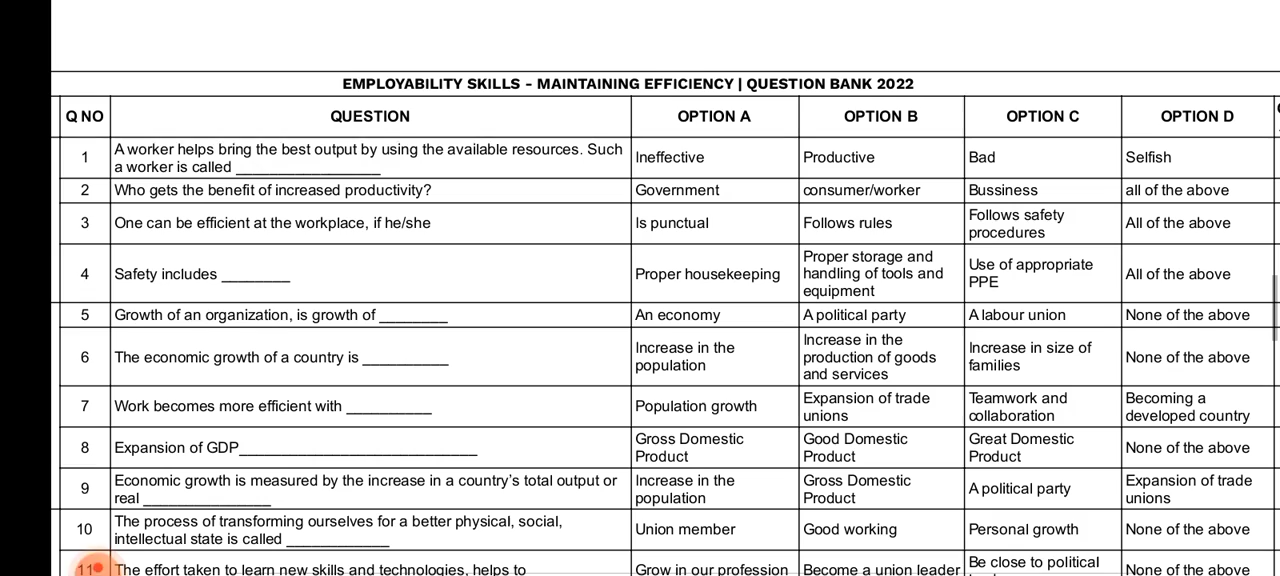 EMPLOYABILITY SKILLS - MAINTAINING EFFICIENCY | QUESTION BANK 2022
Q NO QUESTION OPTION A OPTION B OPTION C OPTION D
1 A worker helps bring the best output by using the available resources. Such a worker is called _________________ Ineffective Productive Bad Selfish
2 Who gets the benefit of increased productivity? Government consumer/worker Bussiness all of the above
3 One can be efficient at the workplace, if he/she Is punctual Follows rules Follows safety procedures All of the above
4 Safety includes ________ Proper housekeeping Proper storage and handling of tools and equipment Use of appropriate PPE All of the above
5 Growth of an organization, is growth of ________ An economy A political party A labour union None of the above
6 The economic growth of a country is __________ Increase in the population Increase in the production of goods and services Increase in size of families None of the above
7 Work becomes more efficient with __________ Population growth Expansion of trade unions Teamwork and collaboration Becoming a developed country
8 Expansion of GDP____________________________ Gross Domestic Product Good Domestic Product Great Domestic Product None of the above
9 Economic growth is measured by the increase in a country's total output or real _______________ Increase in the population Gross Domestic Product A political party Expansion of trade unions
10 The process of transforming ourselves for a better physical, social, intellectual state is called ____________ Union member Good working Personal growth None of the above
11 The effort taken to learn new skills and technologies, helps to Grow in our profession Become a union leader Be close to political None of the above